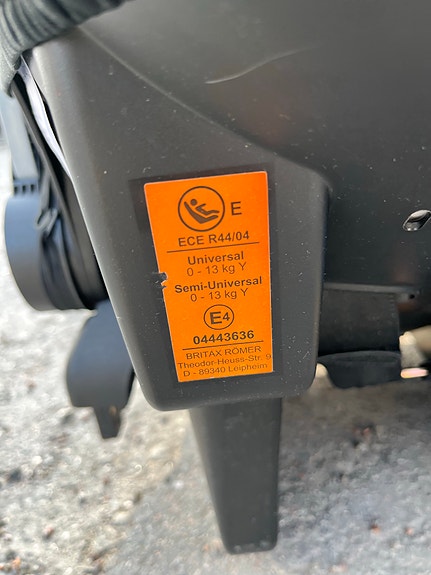 E
ECE R44/04
Universal
0 - 13 kg Y
Semi-Universal
0 - 13 kg Y
E4
04443636
BRITAX RÖMER
Theodor-Heuss-Str. 9
D - 89340 Leipheim